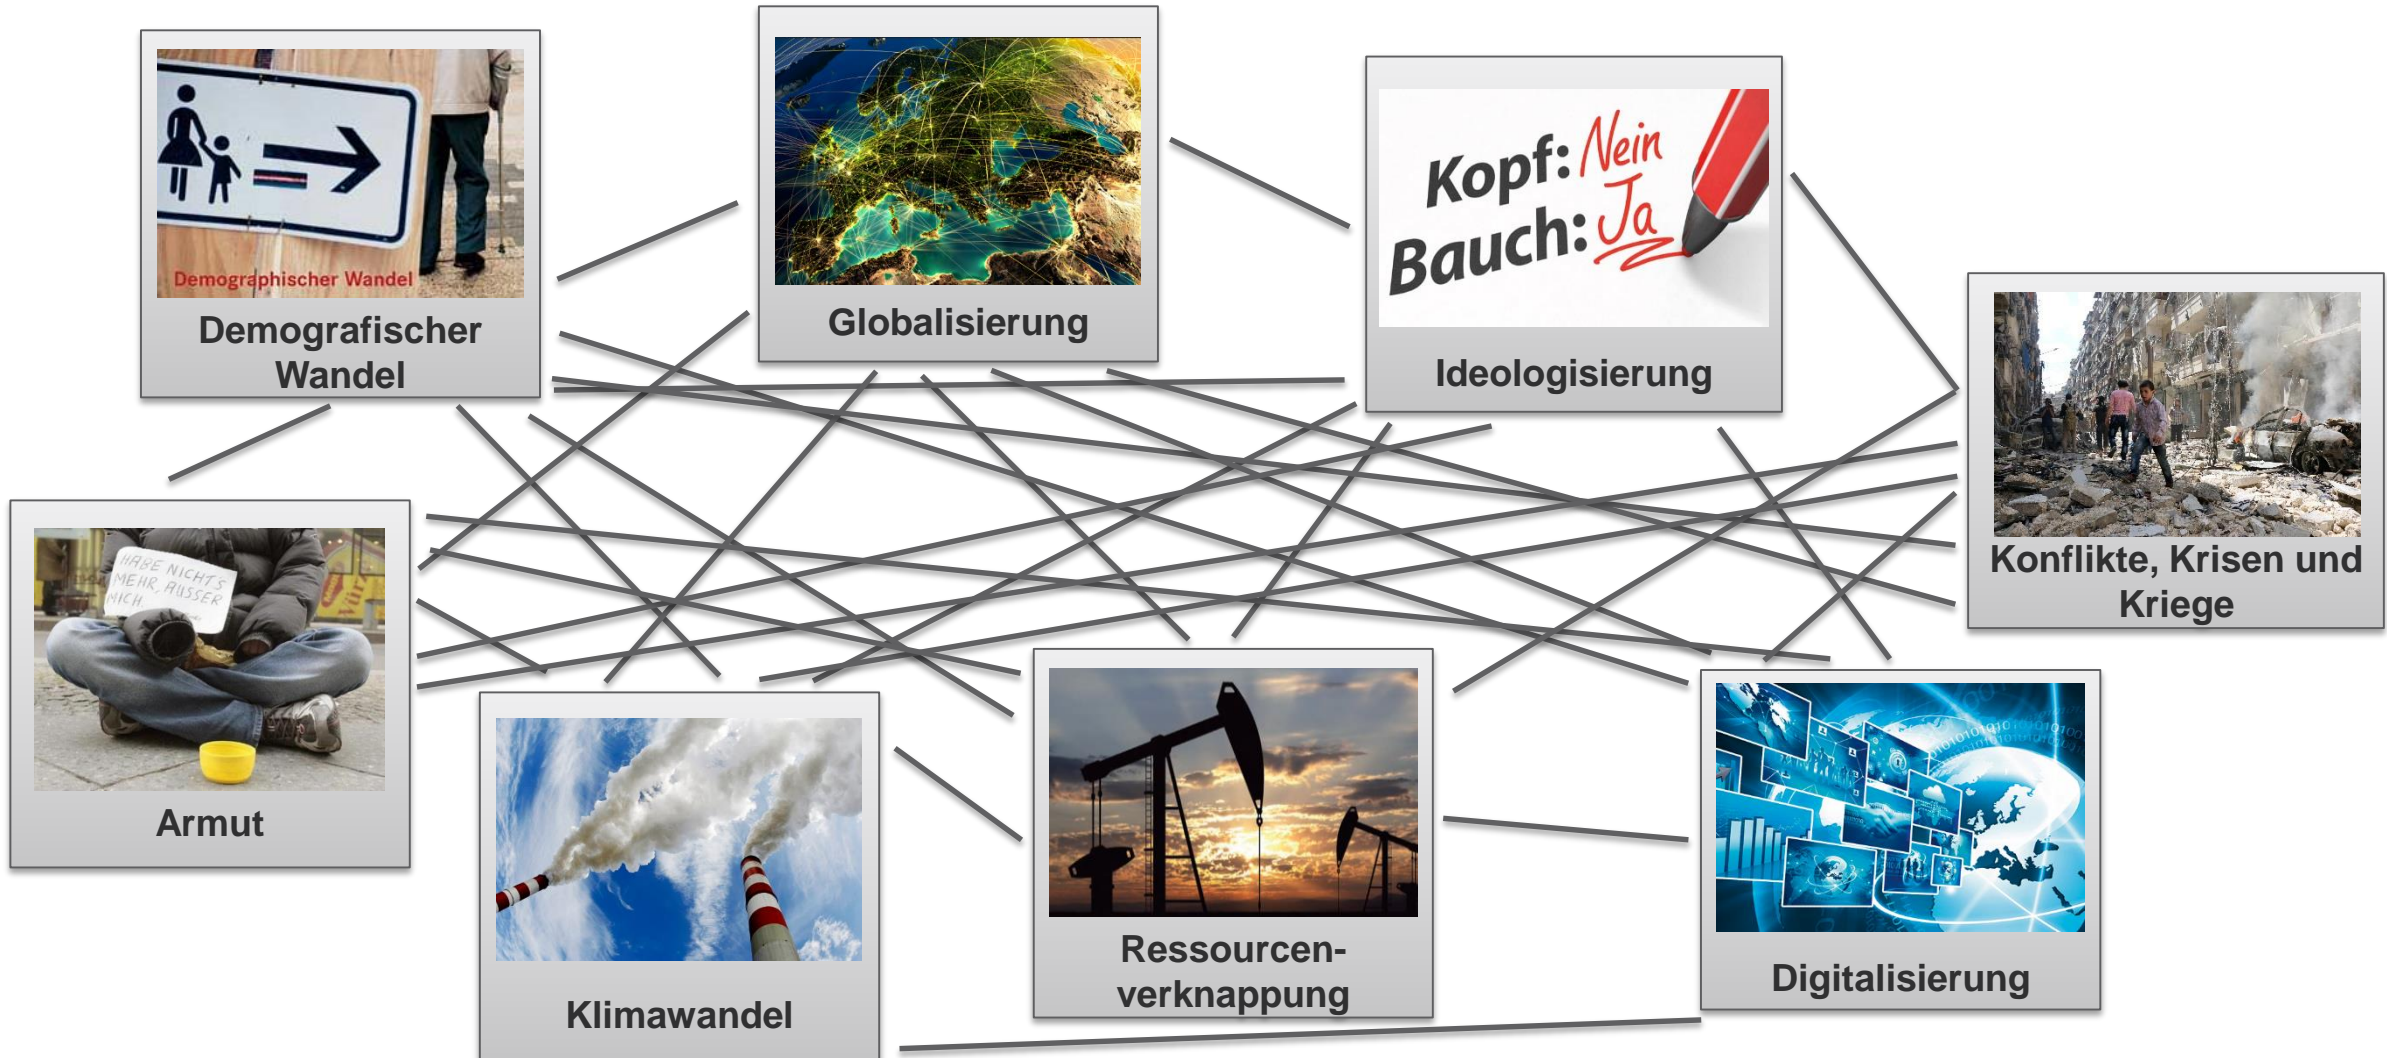 Demographischer Wandel
Demografischer
Wandel
Globalisierung
Kopf: Nein
Bauch: Ja
Ideologisierung
Konflikte, Krisen und
Kriege
HABE NICHTS
MEHR, AUSSER
MICH.
Armut
Klimawandel
Ressourcen-
verknappung
Digitalisierung